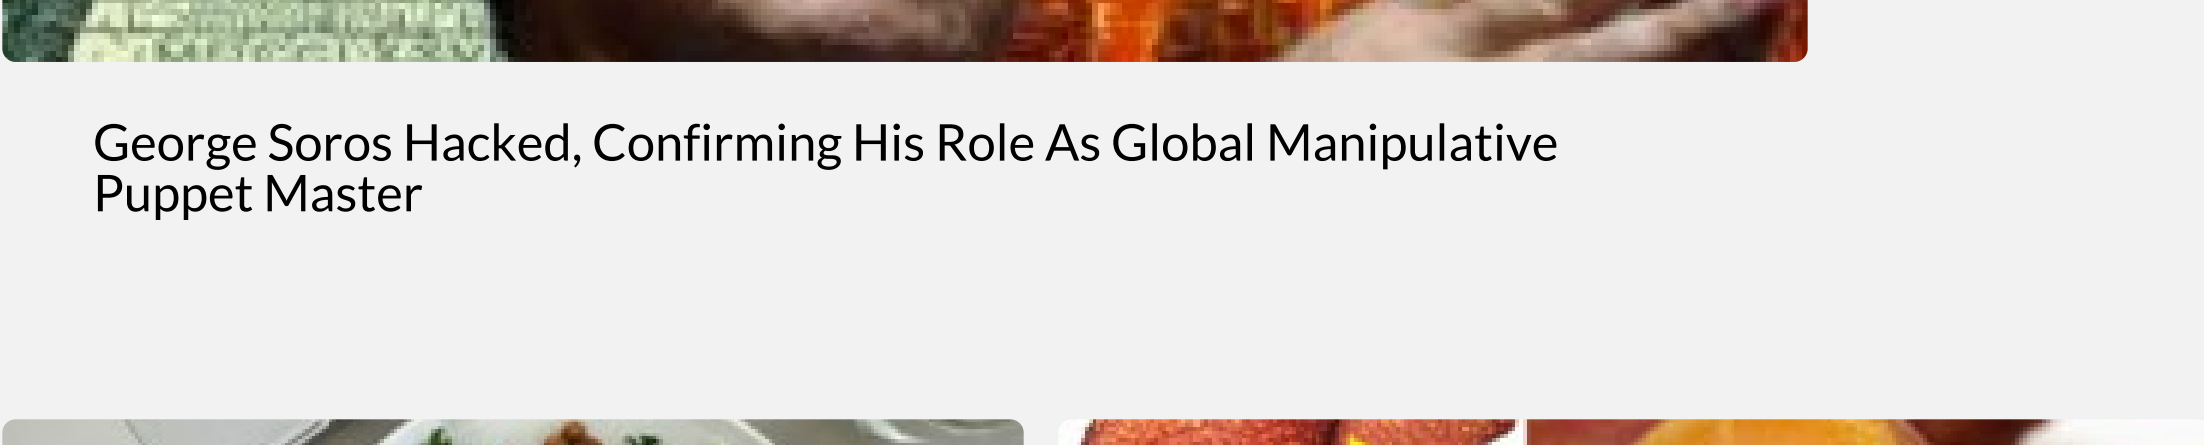 George Soros Hacked, Confirming His Role As Global Manipulative
Puppet Master